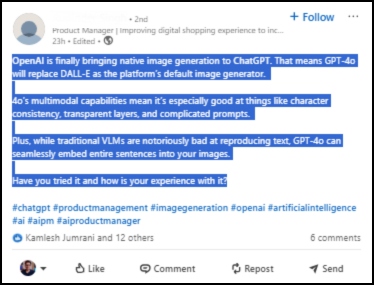 • 2nd
+ Follow ...
Product Manager | Improving digital shopping experience to inc...
23h • Edited •
OpenAI is finally bringing native image generation to ChatGPT. That means GPT-4o
will replace DALL-E as the platform's default image generator.
4o's multimodal capabilities mean it's especially good at things like character
consistency, transparent layers, and complicated prompts.
Plus, while traditional VLMs are notoriously bad at reproducing text, GPT-4o can
seamlessly embed entire sentences into your images.
Have you tried it and how is your experience with it?
#chatgpt #productmanagement #imagegeneration #openai #artificialintelligence
#ai #aipm #aiproductmanager
Kamlesh Jumrani and 12 others 6 comments
Like Comment Repost Send